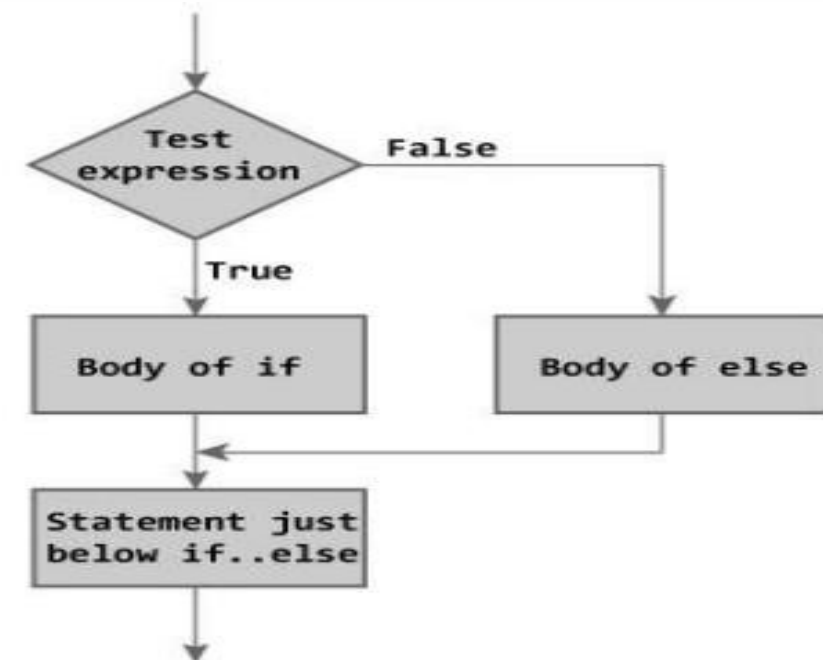 Test
expression
False
True
Body of if
Body of else
Statement just
below if..else